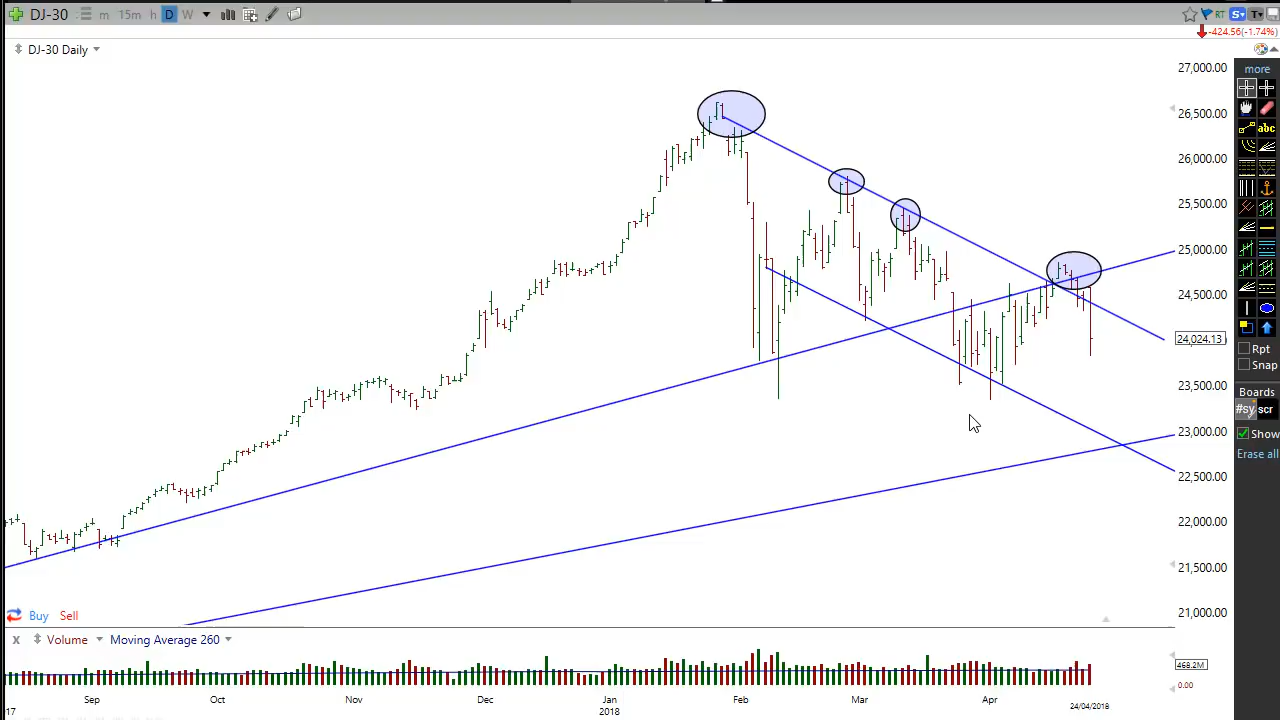 DJ-30 m 15m h D W RT S T
-424.56(-1.74%)
DJ-30 Daily
more
27,000.00
26,500.00
abc
26,000.00
25,500.00
25,000.00
24,500.00
24,024.13
Rpt
Snap
23,500.00
Boards
#sy scr
23,000.00
Show
Erase all
22,500.00
22,000.00
21,500.00
21,000.00
Buy Sell
x Volume Moving Average 260
468.2M
0.00
Sep Oct Nov Dec Jan Feb Mar Apr
17 2018 24/04/2018